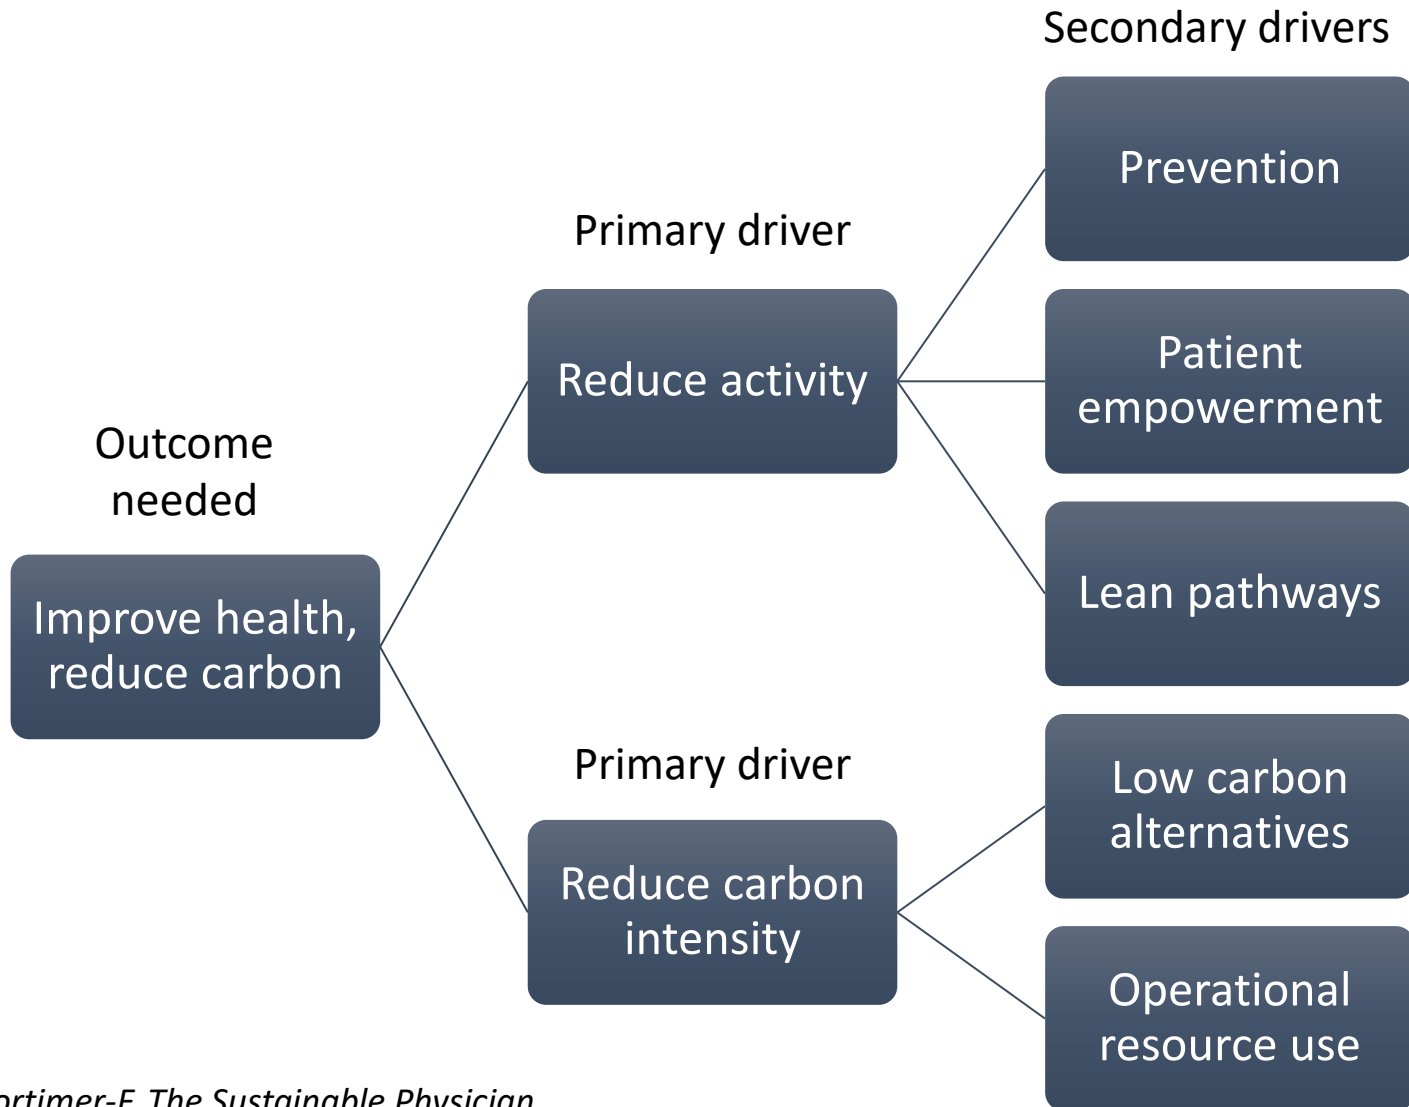 Secondary drivers
Prevention
Primary driver
Reduce activity
Patient
empowerment
Outcome
needed
Lean pathways
Improve health,
reduce carbon
Primary driver
Low carbon
alternatives
Reduce carbon
intensity
Operational
resource use
The Sustainable Physician